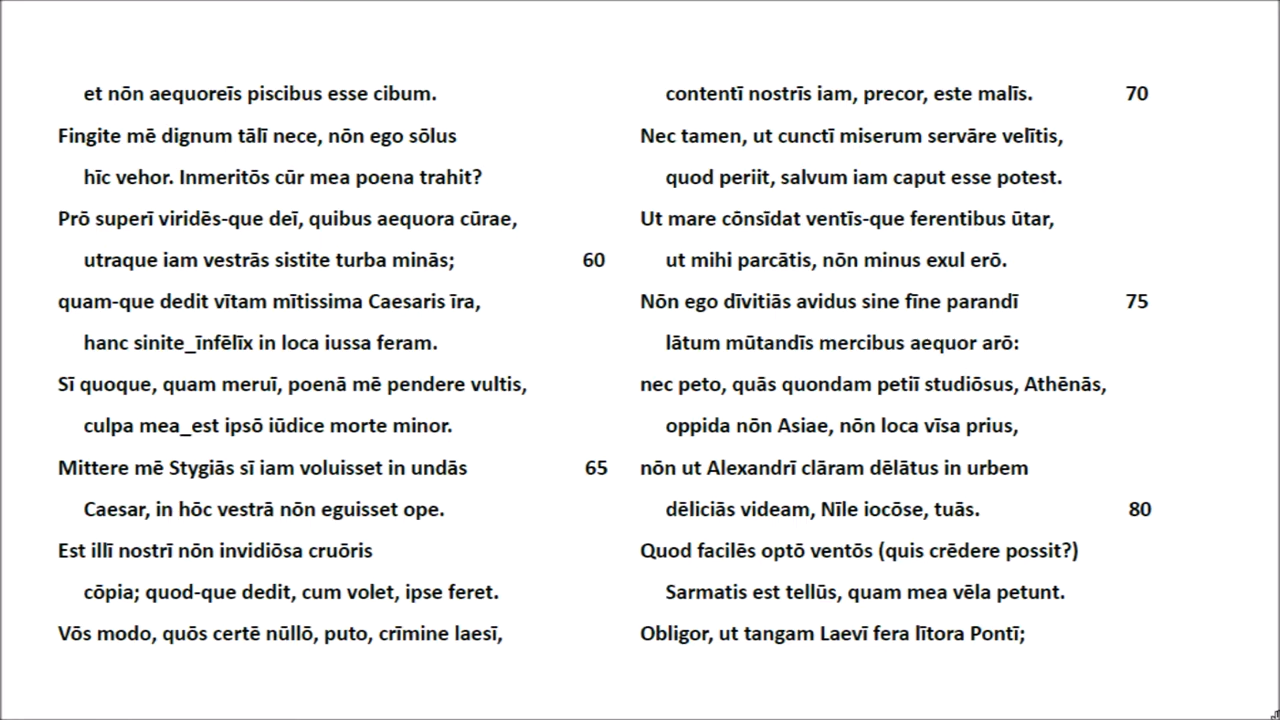 et nōn aequoreīs piscibus esse cibum.
Fingite mē dignum tālī nece, nōn ego sōlus
hīc vehor. Inmeritōs cūr mea poena trahit?
Prō superī viridēs-que deī, quibus aequora cūrae,
utraque iam vestrās sistite turba minās; 60
quam-que dedit vītam mītissima Caesaris īra,
hanc sinite_īnfēlīx in loca iussa feram.
Sī quoque, quam meruī, poenā mē pendere vultis,
culpa mea_est ipsō iūdice morte minor.
Mittere mē Stygiās sī iam voluisset in undās 65
Caesar, in hōc vestrā nōn eguisset ope.
Est illī nostrī nōn invidiōsa cruōris
cōpia; quod-que dedit, cum volet, ipse feret.
Vōs modo, quōs certē nūllō, puto, crīmine laesī,
contentī nostrīs iam, precor, este malīs. 70
Nec tamen, ut cunctī miserum servāre velītis,
quod periit, salvum iam caput esse potest.
Ut mare cōnsīdat ventīs-que ferentibus ūtar,
ut mihi parcātis, nōn minus exul erō.
Nōn ego dīvitiās avidus sine fīne parandī 75
lātum mūtandīs mercibus aequor arō:
nec peto, quās quondam petiī studiōsus, Athēnās,
oppida nōn Asiae, nōn loca vīsa prius,
nōn ut Alexandrī clāram dēlātus in urbem
dēliciās videam, Nīle iocōse, tuās. 80
Quod facilēs optō ventōs (quis crēdere possit?)
Sarmatis est tellūs, quam mea vēla petunt.
Obligor, ut tangam Laevī fera lītora Pontī;